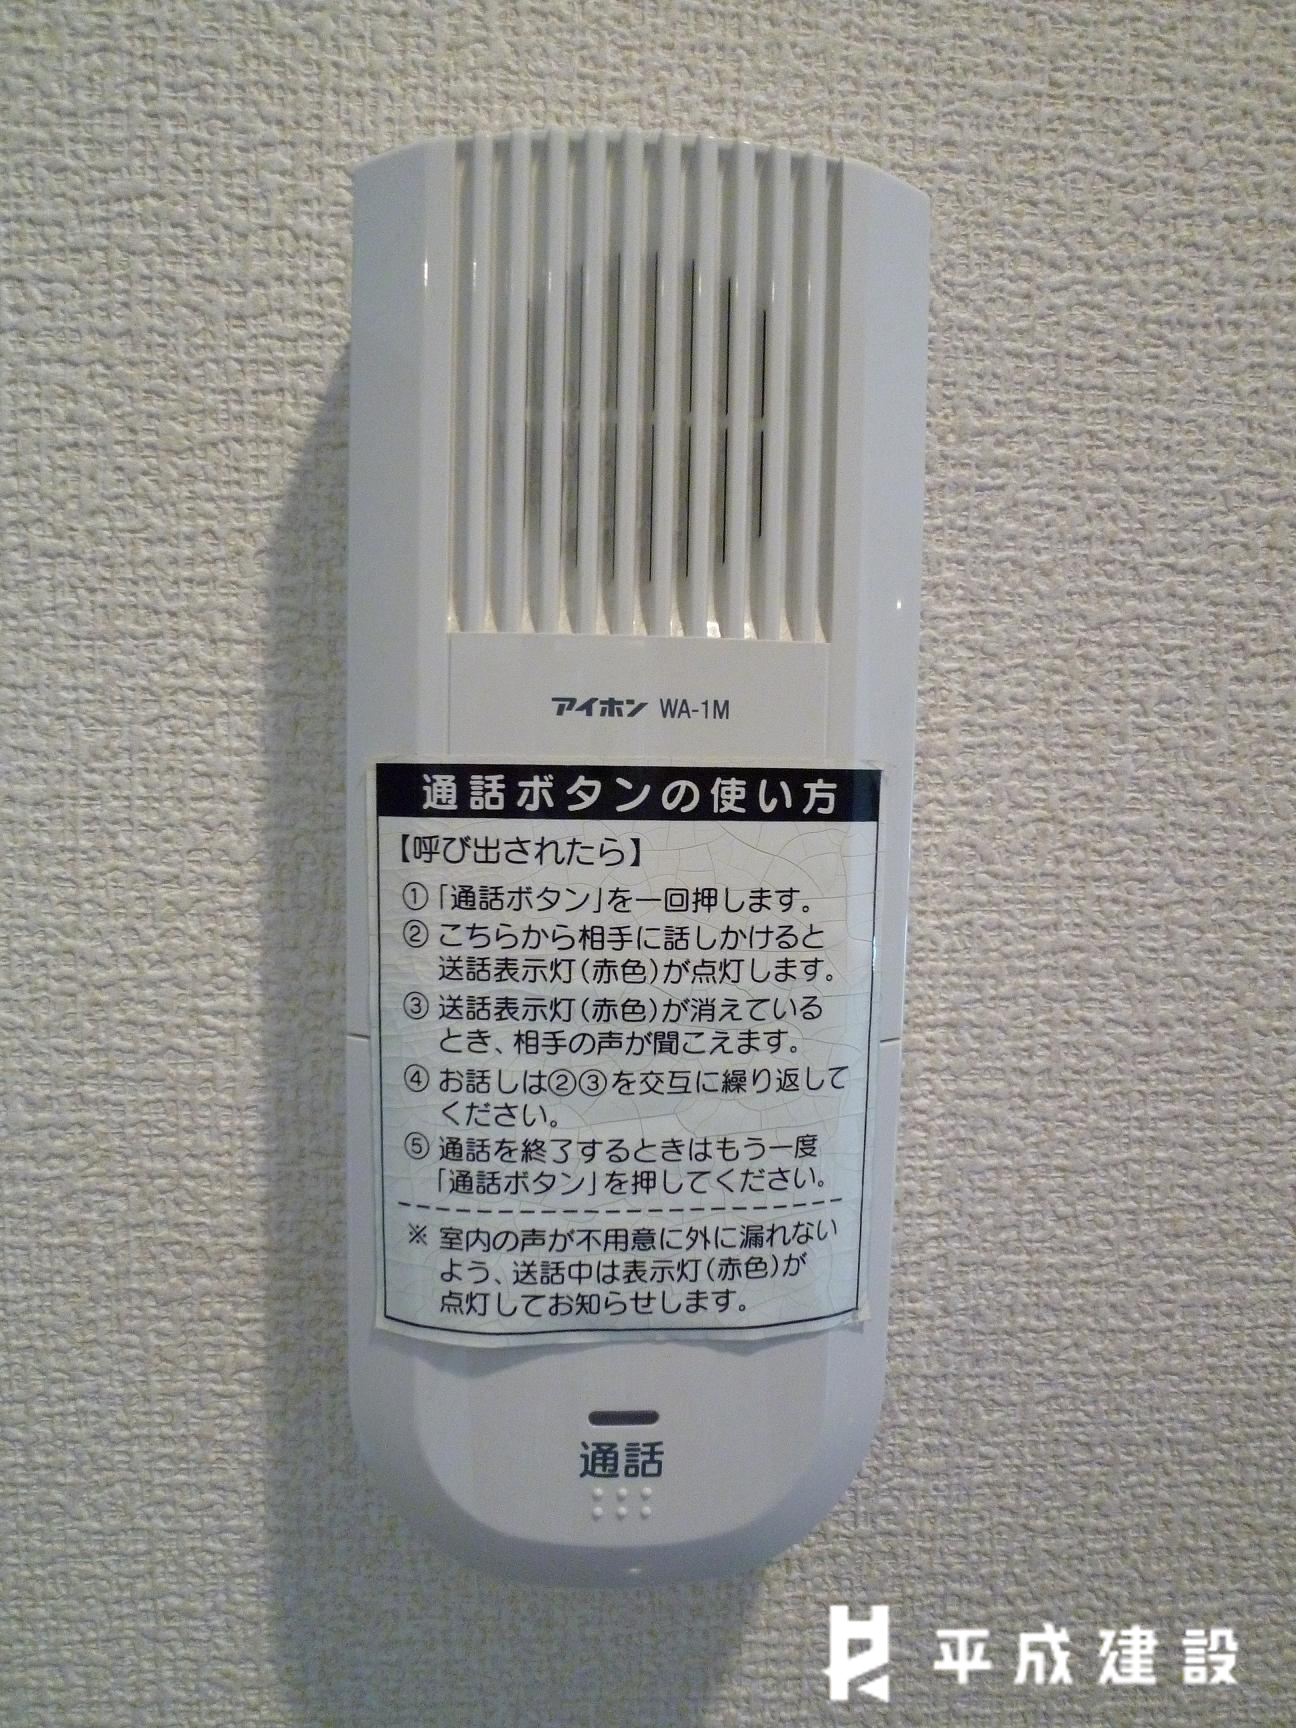 アイホン WA-1M
通話ボタンの使い方
【呼び出されたら】
①「通話ボタン」を一回押します。
② こちらから相手に話しかけると
送話表示灯(赤色)が点灯します。
③ 送話表示灯(赤色)が消えている
とき、相手の声が聞こえます。
④ お話しは②③を交互に繰り返して
ください。
⑤ 通話を終了するときはもう一度
「通話ボタン」を押してください。
※ 室内の声が不用意に外に漏れない
よう、送話中は表示灯(赤色)が
点灯してお知らせします。
通話
平成建設